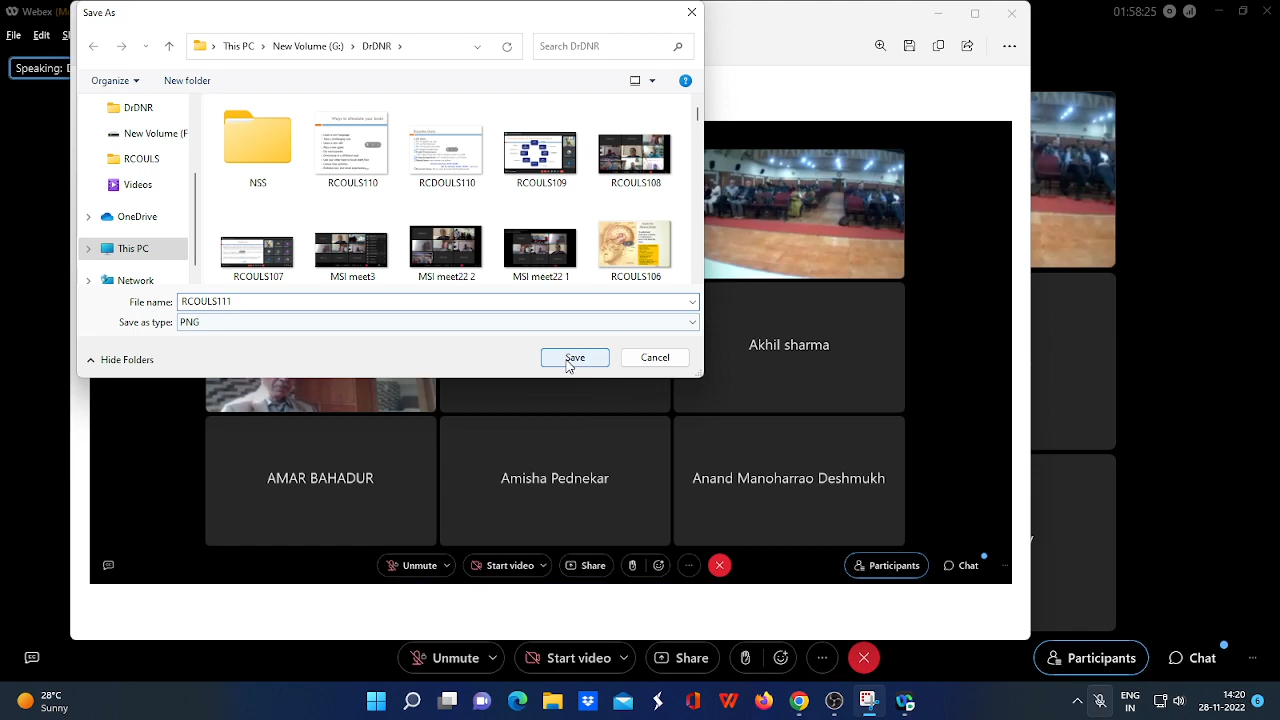 Webex
Save As
01:58:25
File Edit
This PC New Volume (G:) DrDNR
Search DrDNR
Speaking:
Organize New folder
DrDNR
New Volume (F
RCOULS
Videos
OneDrive
This PC
Network
NSS RCOULS110 RCDOULS110 RCOULS109 RCOULS108
RCOULS107 MSI meet3 MSI meet22 2 MSI meet22 1 RCOULS106
File name: RCOULS111
Save as type: PNG
Hide Folders Save Cancel
Akhil sharma
AMAR BAHADUR Amisha Pednekar Anand Manoharrao Deshmukh
Unmute Start video Share Participants Chat
Unmute Start video Share Participants Chat
28°C
Sunny
ENG
IN
14:20
28-11-2022
6